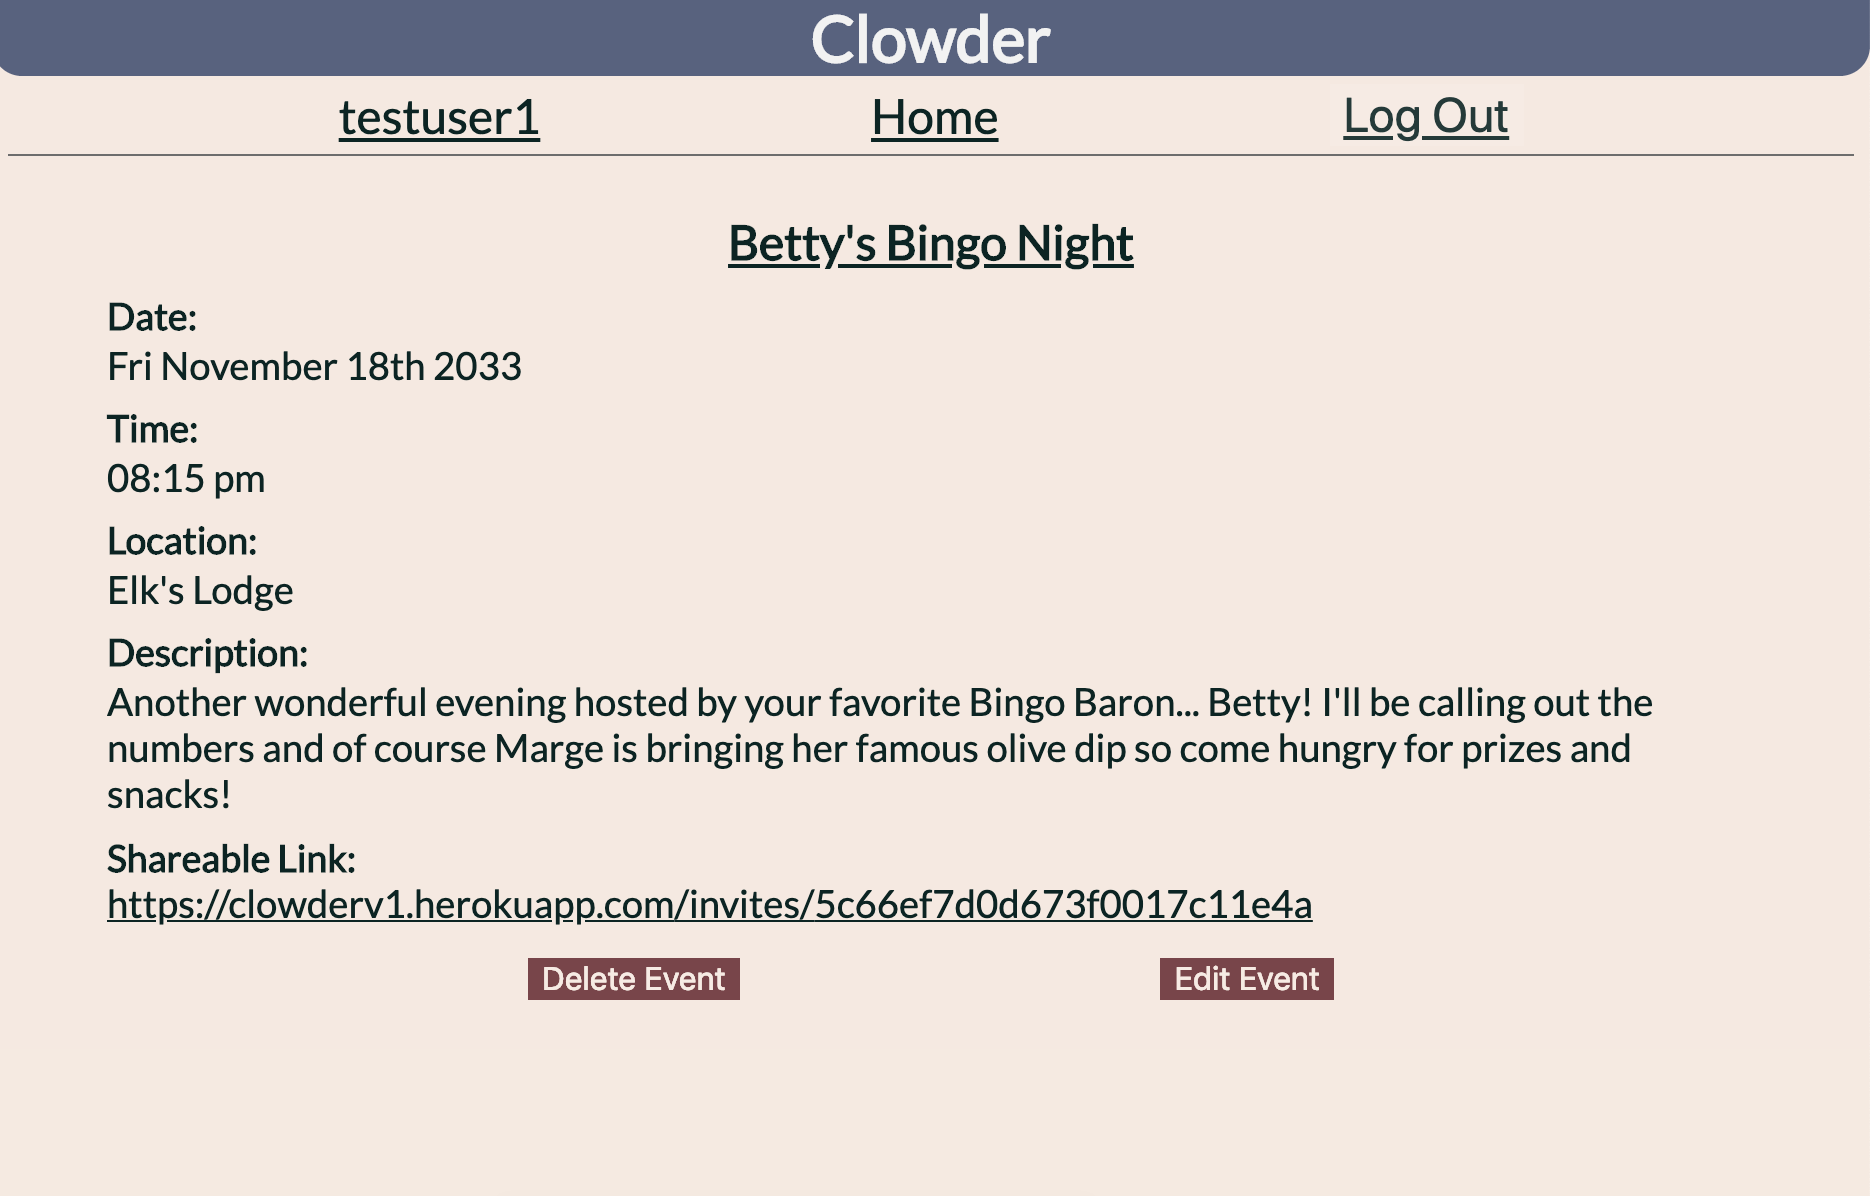 Clowder
testuser1 Home Log Out
Betty's Bingo Night
Date:
Fri November 18th 2033
Time:
08:15 pm
Location:
Elk's Lodge
Description:
Another wonderful evening hosted by your favorite Bingo Baron... Betty! I'll be calling out the
numbers and of course Marge is bringing her famous olive dip so come hungry for prizes and
snacks!
Shareable Link:
https://clowderv1.herokuapp.com/invites/5c66ef7d0d673f0017c11e4a
Delete Event Edit Event